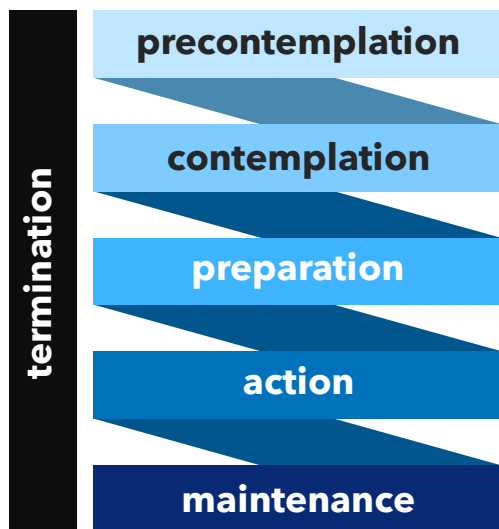 termination
precontemplation
contemplation
preparation
action
maintenance